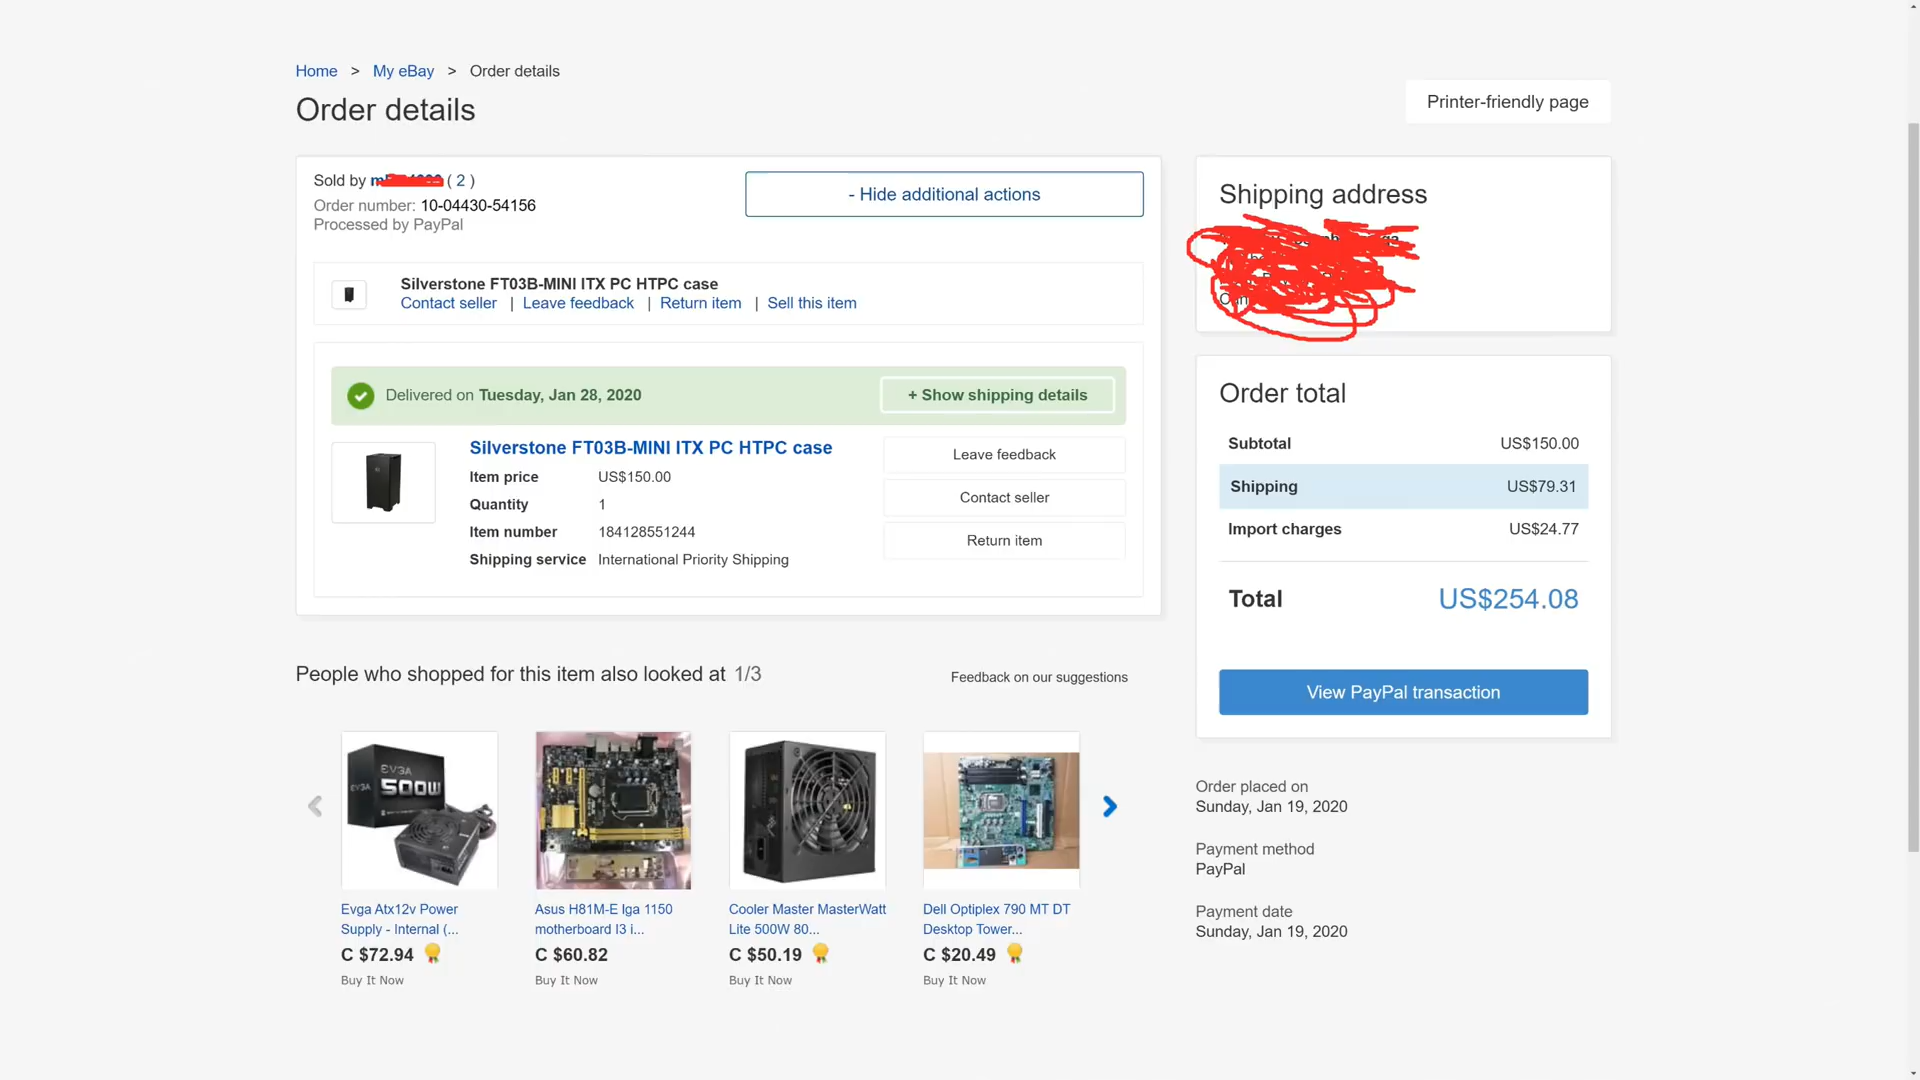 Home > My eBay > Order details
Order details
Printer-friendly page
Sold by ( 2 )
Order number: 10-04430-54156
Processed by PayPal
- Hide additional actions
Silverstone FT03B-MINI ITX PC HTPC case
Contact seller | Leave feedback | Return item | Sell this item
Delivered on Tuesday, Jan 28, 2020
+ Show shipping details
Silverstone FT03B-MINI ITX PC HTPC case
Item price US$150.00
Quantity 1
Item number 184128551244
Shipping service International Priority Shipping
Leave feedback
Contact seller
Return item
Shipping address
Order total
Subtotal US$150.00
Shipping US$79.31
Import charges US$24.77
Total US$254.08
View PayPal transaction
Order placed on
Sunday, Jan 19, 2020
Payment method
PayPal
Payment date
Sunday, Jan 19, 2020
People who shopped for this item also looked at 1/3
Feedback on our suggestions
EVGA
500W
EVGA
Evga Atx12v Power
Supply - Internal (...
C $72.94
Buy It Now
Asus H81M-E lga 1150
motherboard I3 i...
C $60.82
Buy It Now
Cooler Master MasterWatt
Lite 500W 80...
C $50.19
Buy It Now
Dell Optiplex 790 MT DT
Desktop Tower...
C $20.49
Buy It Now